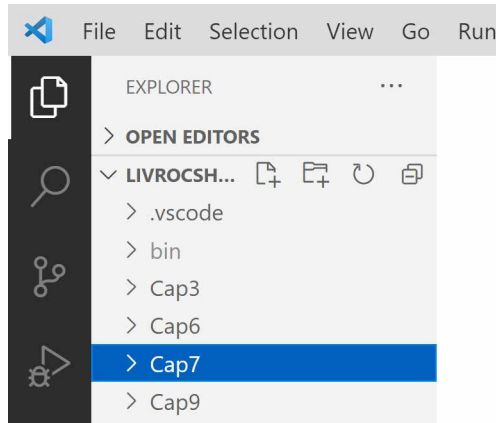 File Edit Selection View Go Run
EXPLORER ...
OPEN EDITORS
LIVROCSH...
.vscode
bin
Cap3
Cap6
Cap7
Cap9